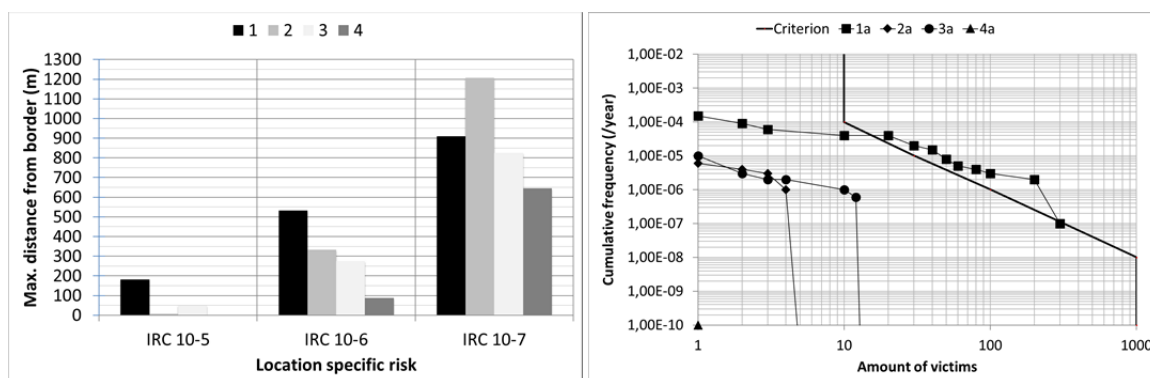 1 2 3 4
Max. distance from border (m)
1300
1200
1100
1000
900
800
700
600
500
400
300
200
100
0
IRC 10-5 IRC 10-6 IRC 10-7
Location specific risk
Criterion 1a 2a 3a 4a
Cumulative frequency (/year)
1,00E-02
1,00E-03
1,00E-04
1,00E-05
1,00E-06
1,00E-07
1,00E-08
1,00E-09
1,00E-10
1 10 100 1000
Amount of victims